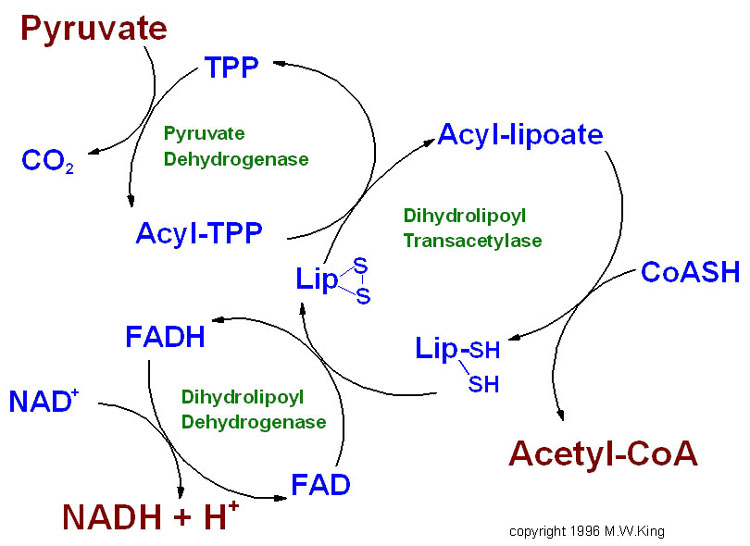 Pyruvate
TPP
CO₂
Pyruvate
Dehydrogenase
Acyl-lipoate
Acyl-TPP
Dihydrolipoyl
Transacetylase
Lip
S
S
CoASH
FADH
Lip-SH
SH
NAD⁺
Dihydrolipoyl
Dehydrogenase
Acetyl-CoA
FAD
NADH + H⁺
copyright 1996 M.W.King